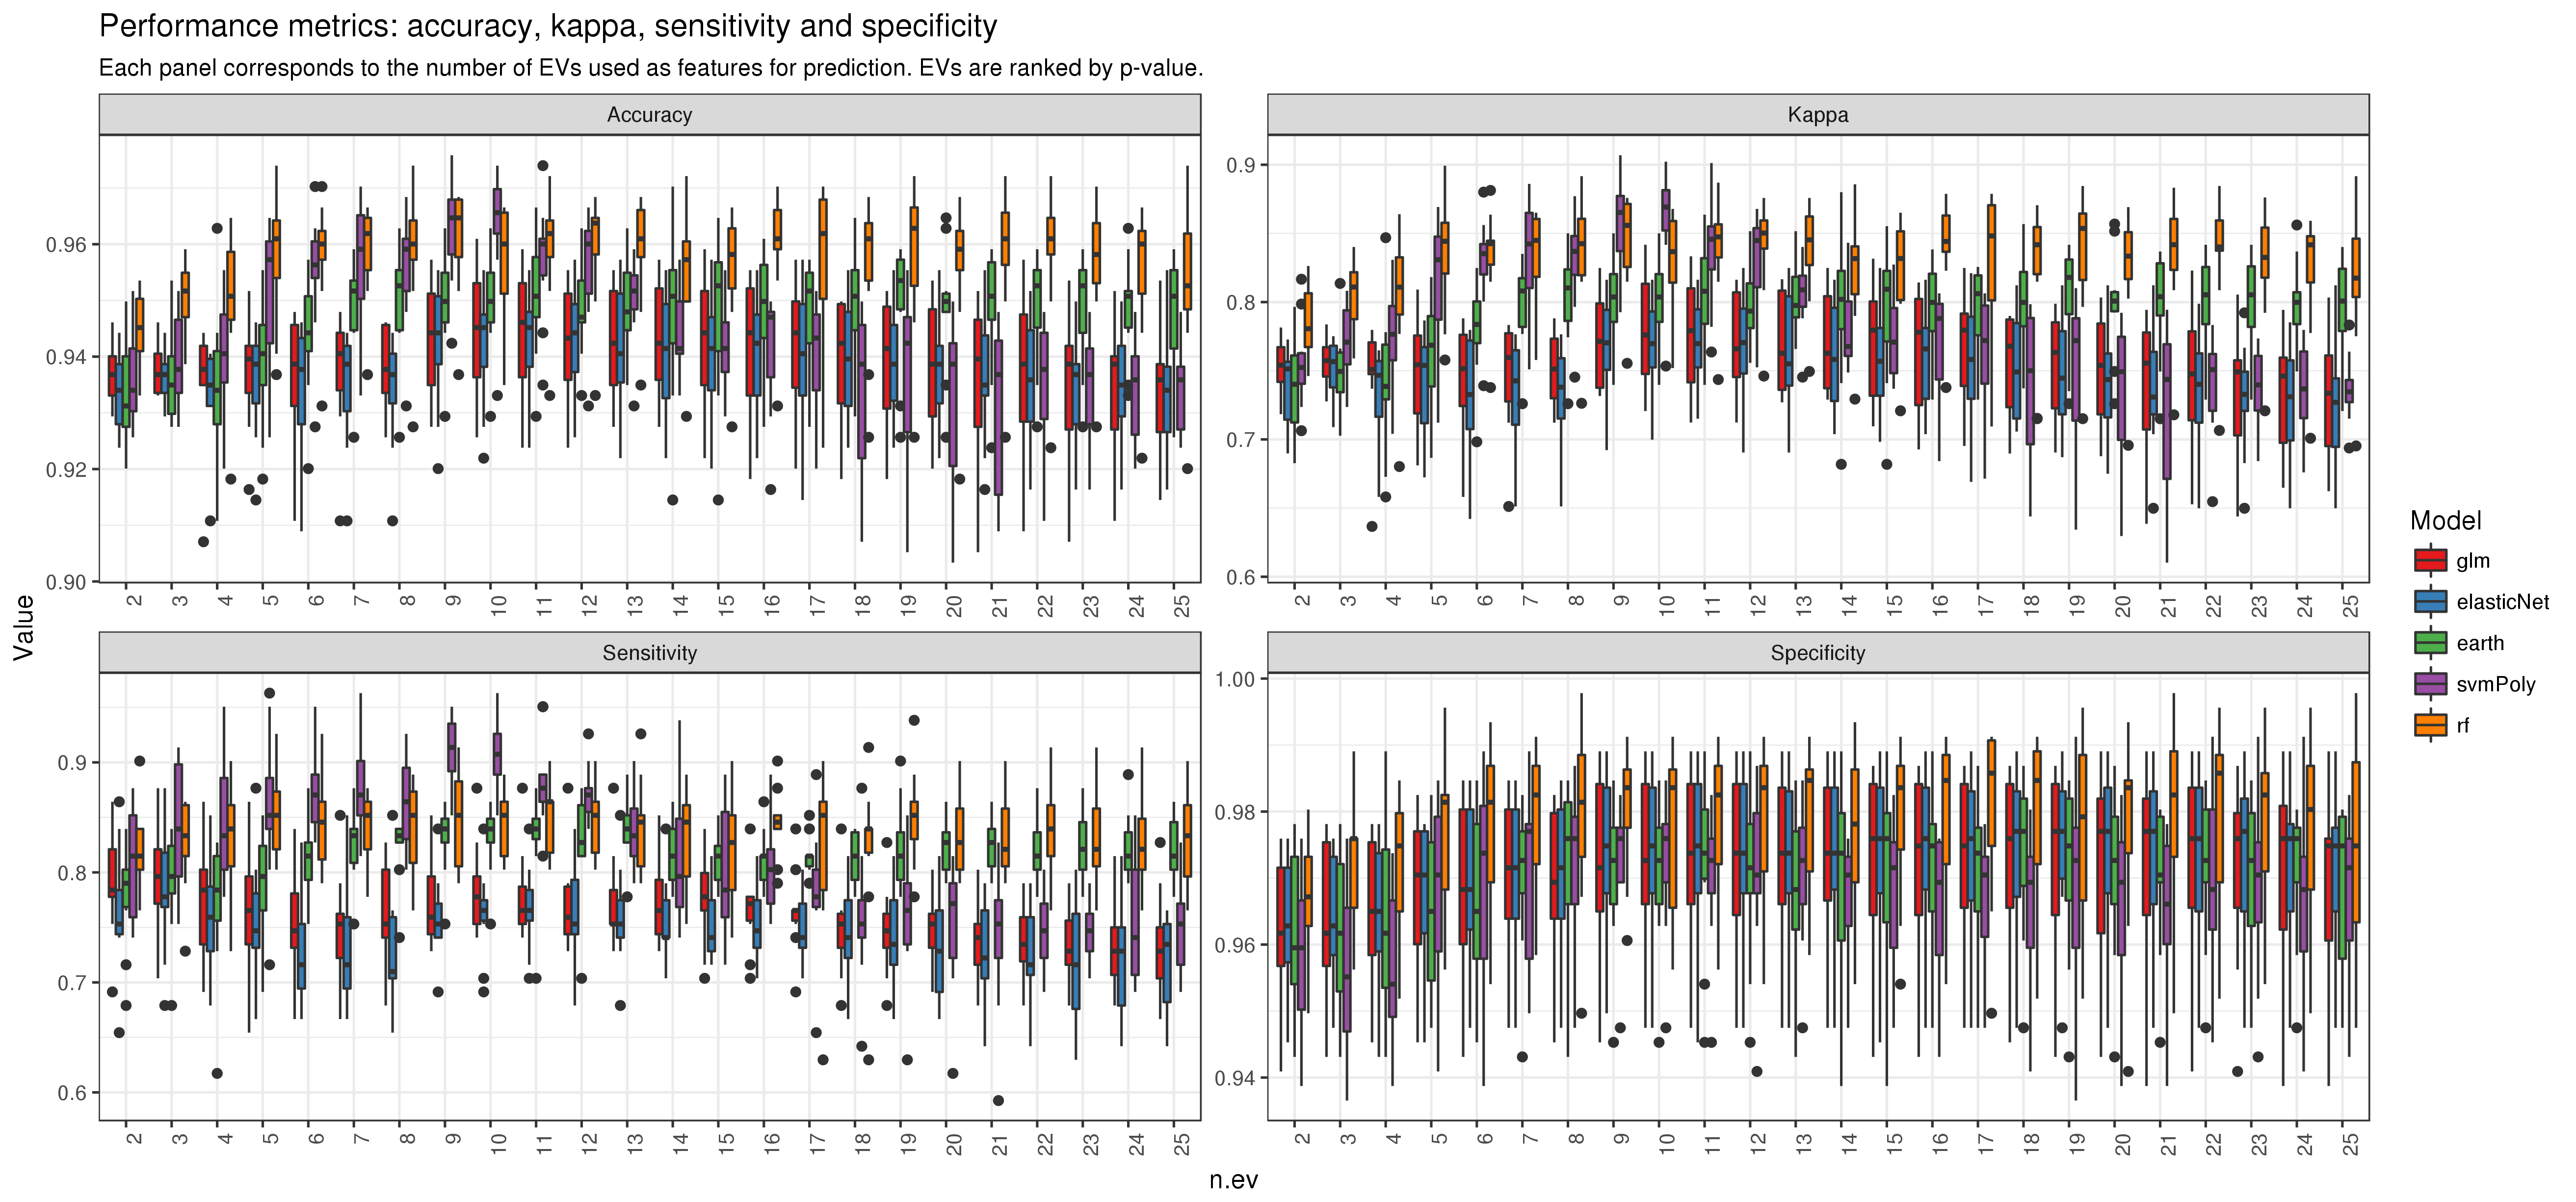 Performance metrics: accuracy, kappa, sensitivity and specificity
Each panel corresponds to the number of EVs used as features for prediction. EVs are ranked by p-value.
Accuracy
0.96
0.94
0.92
0.90
2 3 4 5 6 7 8 9 10 11 12 13 14 15 16 17 18 19 20 21 22 23 24 25
Kappa
0.9
0.8
0.7
0.6
2 3 4 5 6 7 8 9 10 11 12 13 14 15 16 17 18 19 20 21 22 23 24 25
Value
Sensitivity
0.9
0.8
0.7
0.6
2 3 4 5 6 7 8 9 10 11 12 13 14 15 16 17 18 19 20 21 22 23 24 25
Specificity
1.00
0.98
0.96
0.94
2 3 4 5 6 7 8 9 10 11 12 13 14 15 16 17 18 19 20 21 22 23 24 25
n.ev
Model
glm
elasticNet
earth
svmPoly
rf